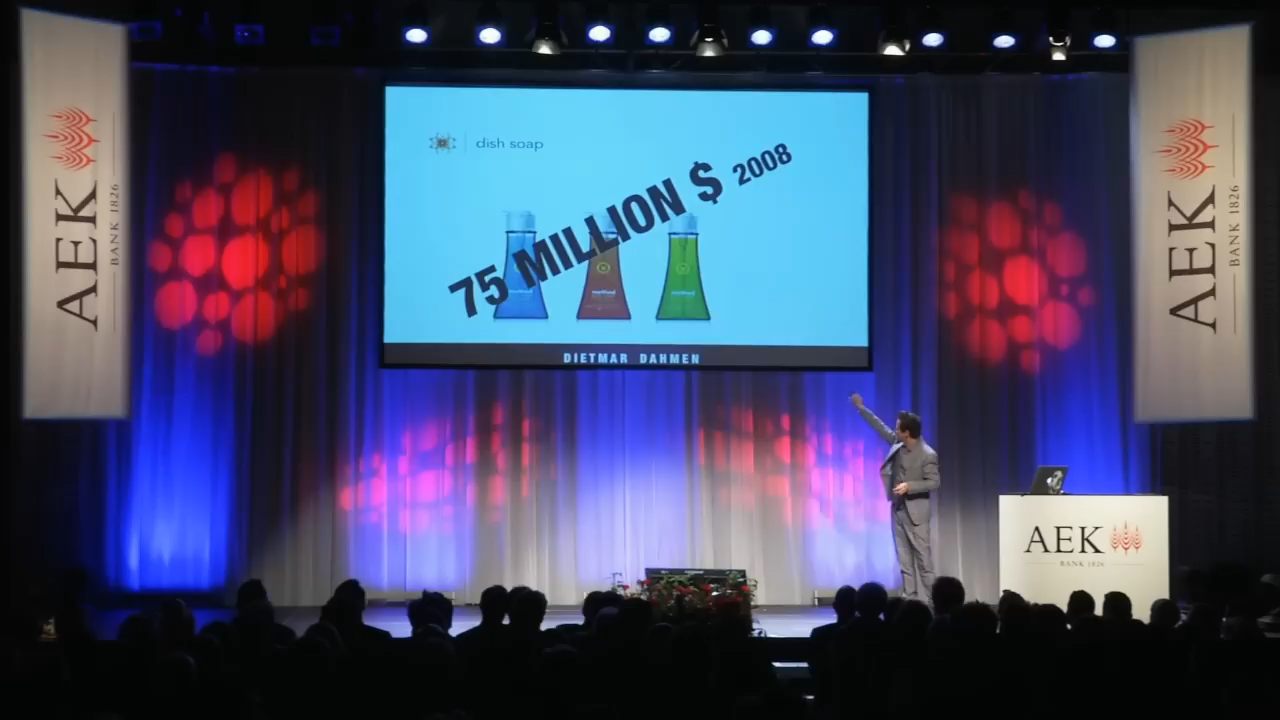 AEK
BANK 1826
dish soap
75 MILLION $ 2008
DIETMAR DAHMEN
AEK
BANK 1826
AEK
BANK 1826